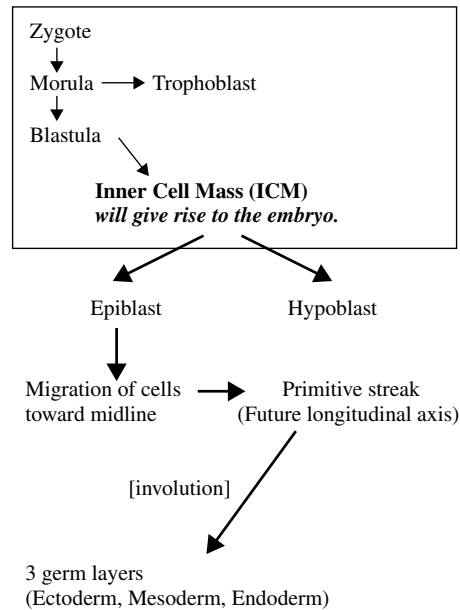 Zygote
Morula
Trophoblast
Blastula
Inner Cell Mass (ICM)
will give rise to the embryo.
Epiblast
Hypoblast
Migration of cells
toward midline
Primitive streak
(Future longitudinal axis)
[involution]
3 germ layers
(Ectoderm, Mesoderm, Endoderm)